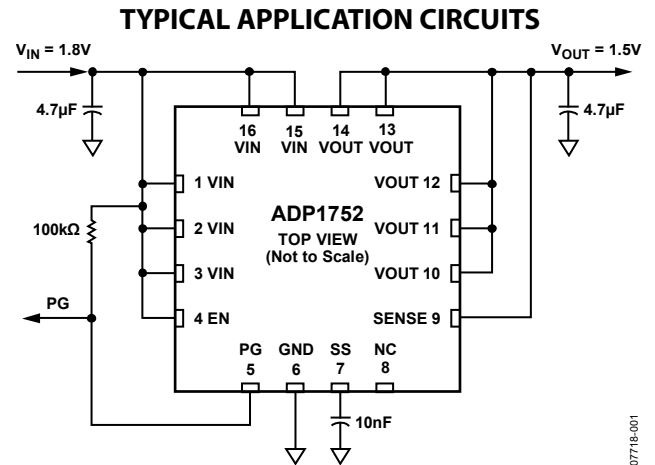 TYPICAL APPLICATION CIRCUITS
VIN = 1.8V
VOUT = 1.5V
4.7µF
4.7µF
16
VIN
15
VIN
14
VOUT
13
VOUT
1 VIN
2 VIN
3 VIN
4 EN
ADP1752
TOP VIEW
(Not to Scale)
VOUT 12
VOUT 11
VOUT 10
SENSE 9
100kΩ
PG
PG
5
GND
6
SS
7
NC
8
10nF
07718-001